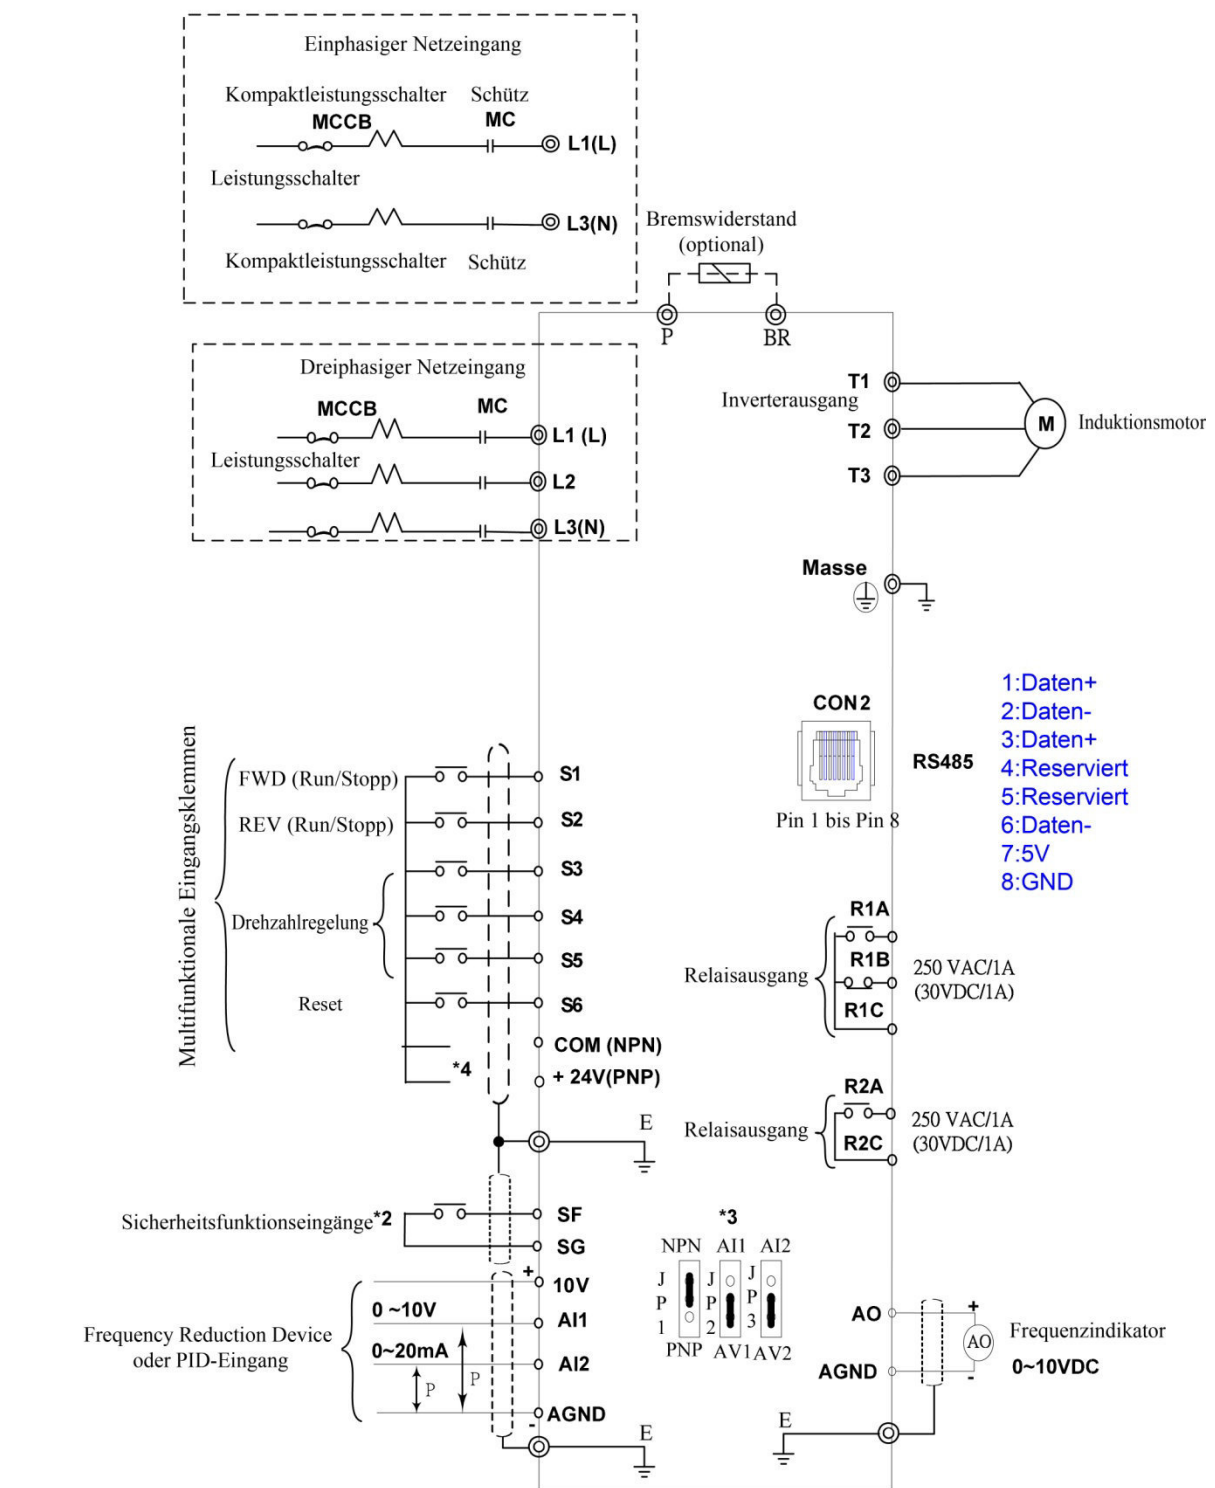 Einphasiger Netzeingang
Kompaktleistungsschalter Schütz
MCCB MC
L1(L)
Leistungsschalter
L3(N)
Kompaktleistungsschalter Schütz
Bremswiderstand
(optional)
P BR
Dreiphasiger Netzeingang
MCCB MC
L1 (L)
Leistungsschalter
L2
L3(N)
T1
Inverterausgang
T2
T3
M
Induktionsmotor
Masse
CON2
RS485
Pin 1 bis Pin 8
1:Daten+
2:Daten-
3:Daten+
4:Reserviert
5:Reserviert
6:Daten-
7:5V
8:GND
Multifunktionale Eingangsklemmen
FWD (Run/Stopp) S1
REV (Run/Stopp) S2
S3
Drehzahlregelung S4
S5
Reset S6
COM (NPN)
*4 + 24V(PNP)
E
R1A
R1B
R1C
Relaisausgang
250 VAC/1A
(30VDC/1A)
R2A
R2C
Relaisausgang
250 VAC/1A
(30VDC/1A)
Sicherheitsfunktionseingänge*2
SF
SG
+
10V
0 ~10V AI1
0~20mA AI2
P P
AGND
-
Frequency Reduction Device
oder PID-Eingang
E
*3
NPN AI1 AI2
J J J
P P P
1 2 3
PNP AV1 AV2
AO
+
AO
AGND
-
Frequenzindikator
0~10VDC
E